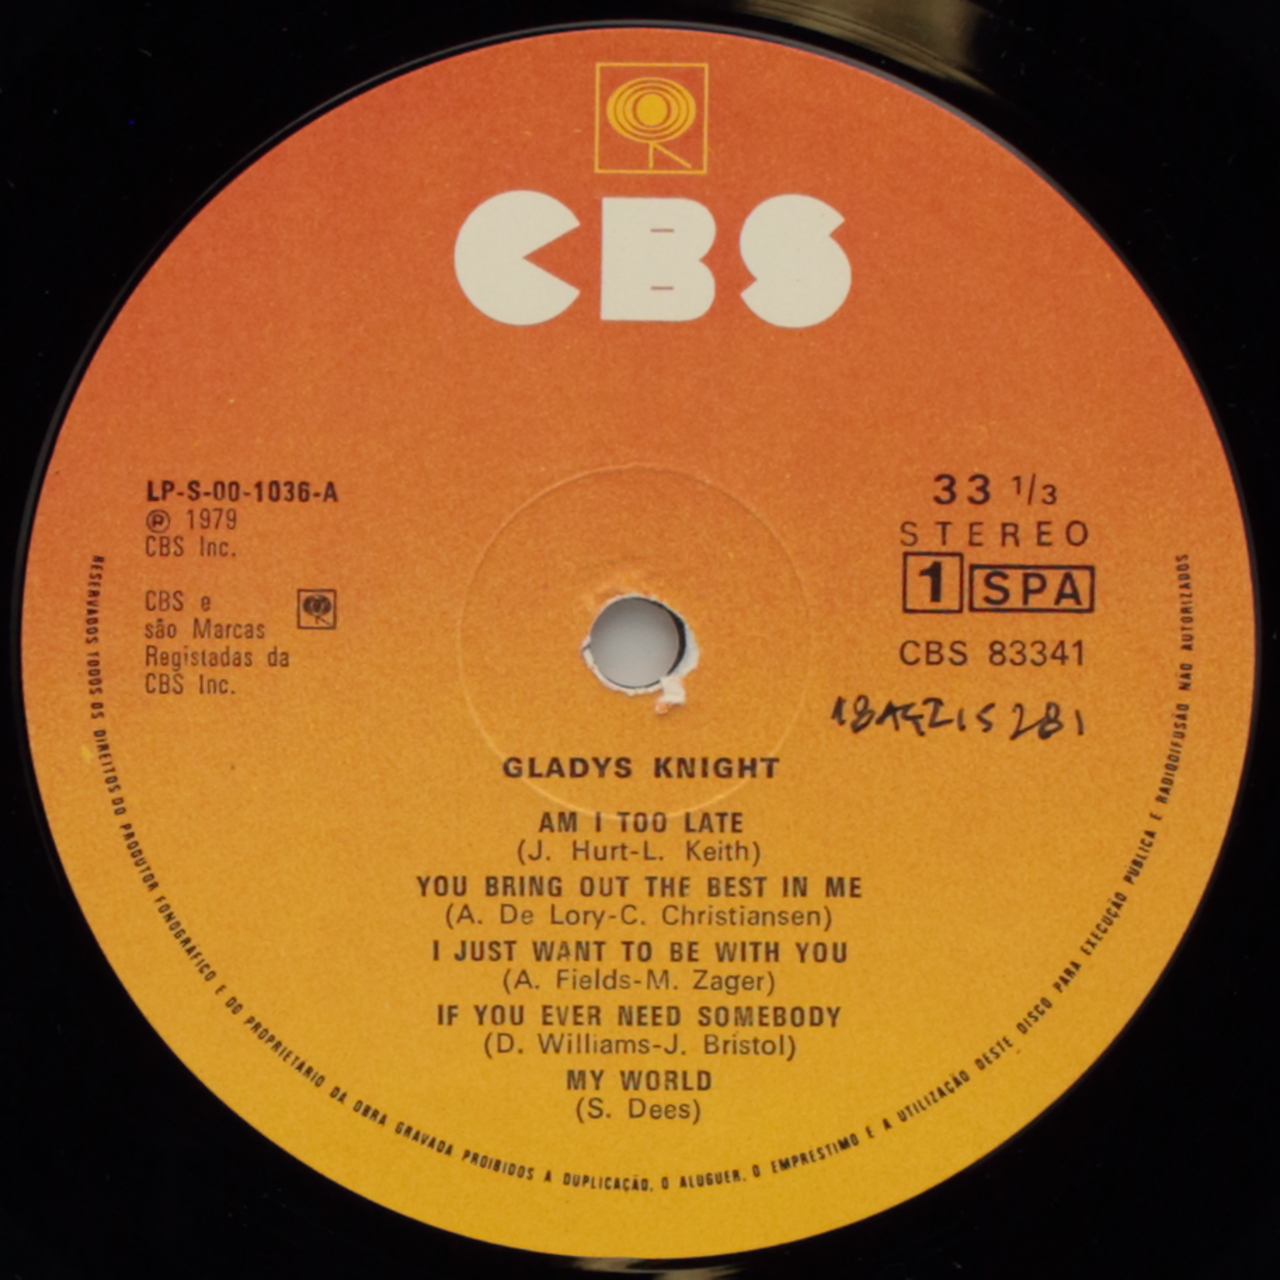 CBS
LP-S-00-1036-A
℗ 1979
CBS Inc.
CBS e
são Marcas
Registadas da
CBS Inc.
33 1/3
STEREO
1 SPA
CBS 83341
GLADYS KNIGHT
AM I TOO LATE
(J. Hurt-L. Keith)
YOU BRING OUT THE BEST IN ME
(A. De Lory-C. Christiansen)
I JUST WANT TO BE WITH YOU
(A. Fields-M. Zager)
IF YOU EVER NEED SOMEBODY
(D. Williams-J. Bristol)
MY WORLD
(S. Dees)
RESERVADOS TODOS OS DIREITOS DO PRODUTOR FONOGRÁFICO E DO PROPRIETÁRIO DA OBRA GRAVADA PROIBIDOS A DUPLICAÇÃO, O ALUGUER, O EMPRÉSTIMO E A UTILIZAÇÃO DESTE DISCO PARA EXECUÇÃO PÚBLICA E RADIODIFUSÃO NÃO AUTORIZADOS